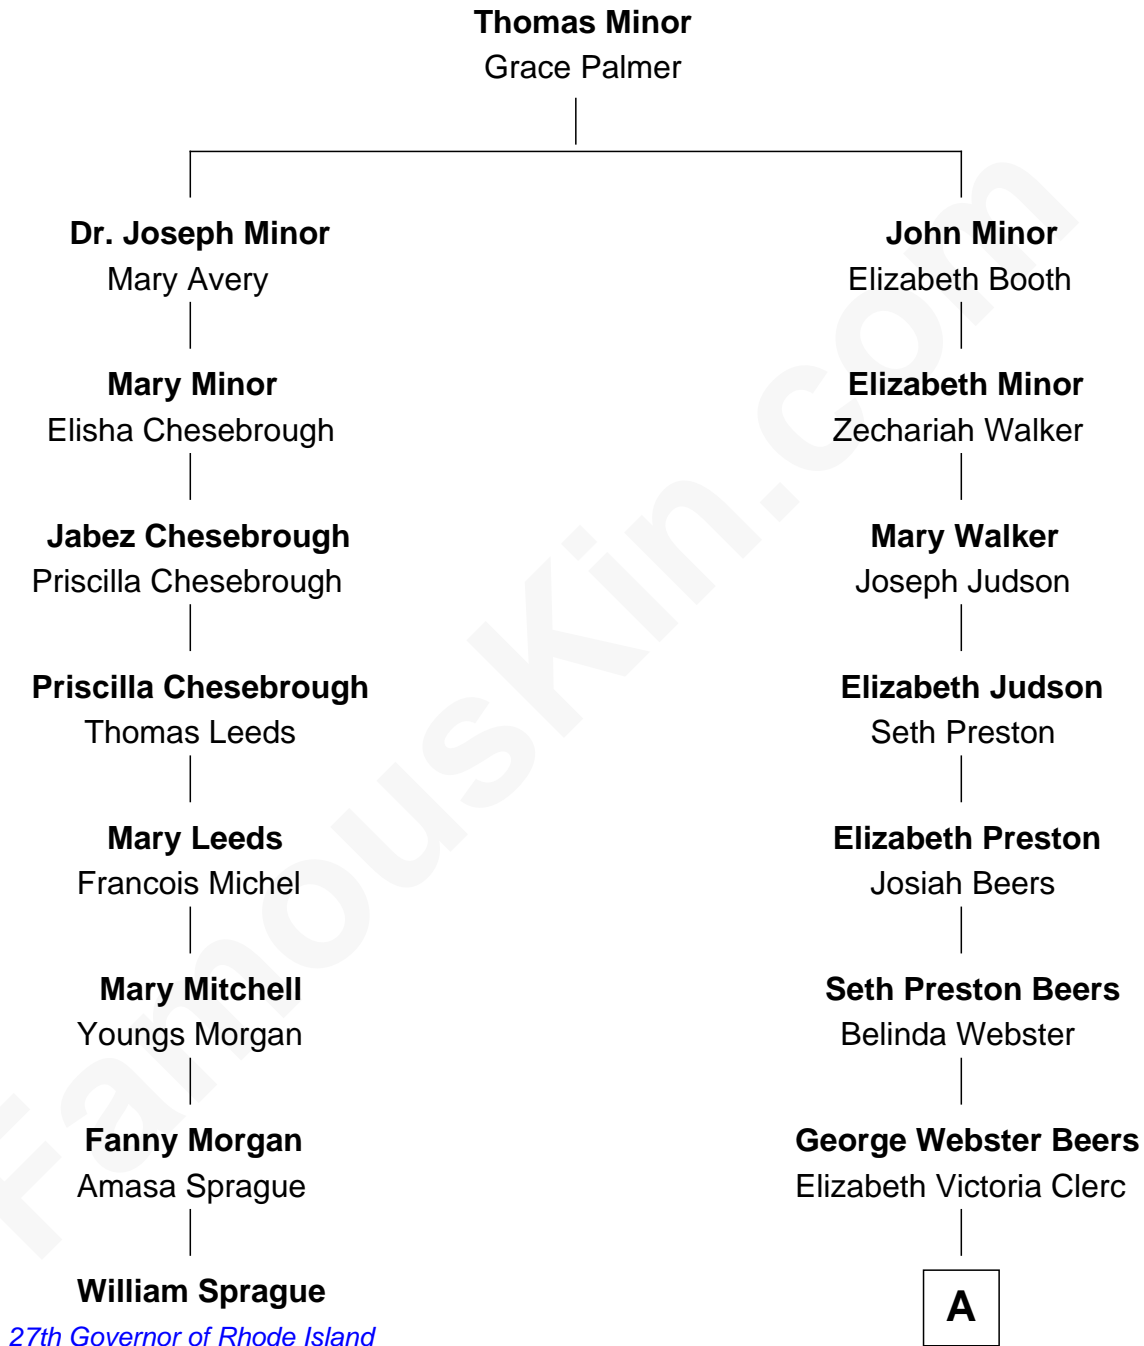 Thomas Minor
Grace Palmer
Dr. Joseph Minor
Mary Avery
Mary Minor
Elisha Chesebrough
Jabez Chesebrough
Priscilla Chesebrough
Priscilla Chesebrough
Thomas Leeds
Mary Leeds
Francois Michel
Mary Mitchell
Youngs Morgan
Fanny Morgan
Amasa Sprague
William Sprague
27th Governor of Rhode Island
John Minor
Elizabeth Booth
Elizabeth Minor
Zechariah Walker
Mary Walker
Joseph Judson
Elizabeth Judson
Seth Preston
Elizabeth Preston
Josiah Beers
Seth Preston Beers
Belinda Webster
George Webster Beers
Elizabeth Victoria Clerc
A
FamousKin.com